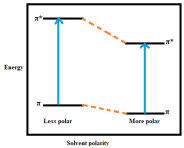 π*
π*
Energy
π
π
Less polar
More polar
Solvent polarity